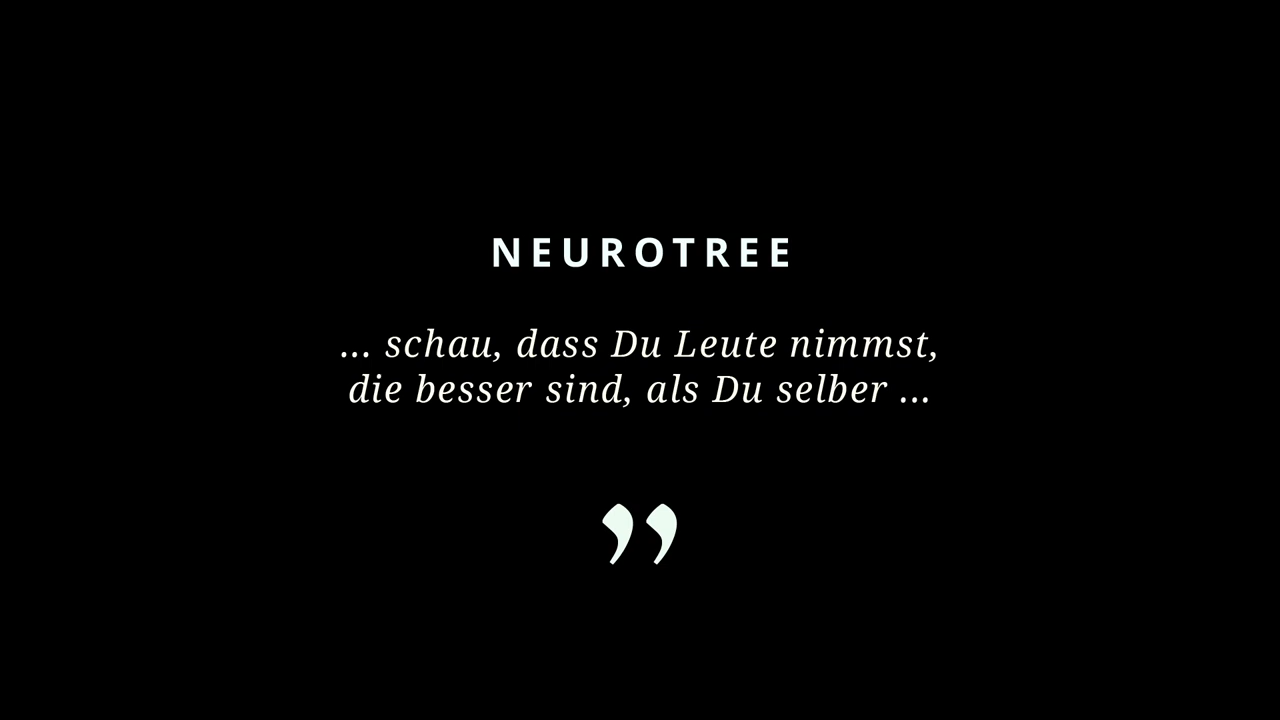 NEUROTREE
... schau, dass Du Leute nimmst,
die besser sind, als Du selber ...
”